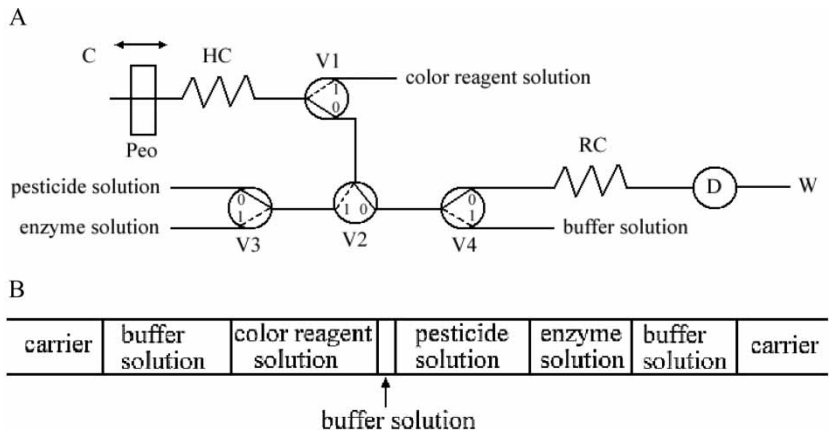 A
C
HC
V1
color reagent solution
1
0
Peo
RC
pesticide solution
0
1
1 0
0
1
D
W
enzyme solution
V3
V2
V4
buffer solution
B
carrier
buffer
solution
color reagent
solution
pesticide
solution
enzyme
solution
buffer
solution
carrier
buffer solution